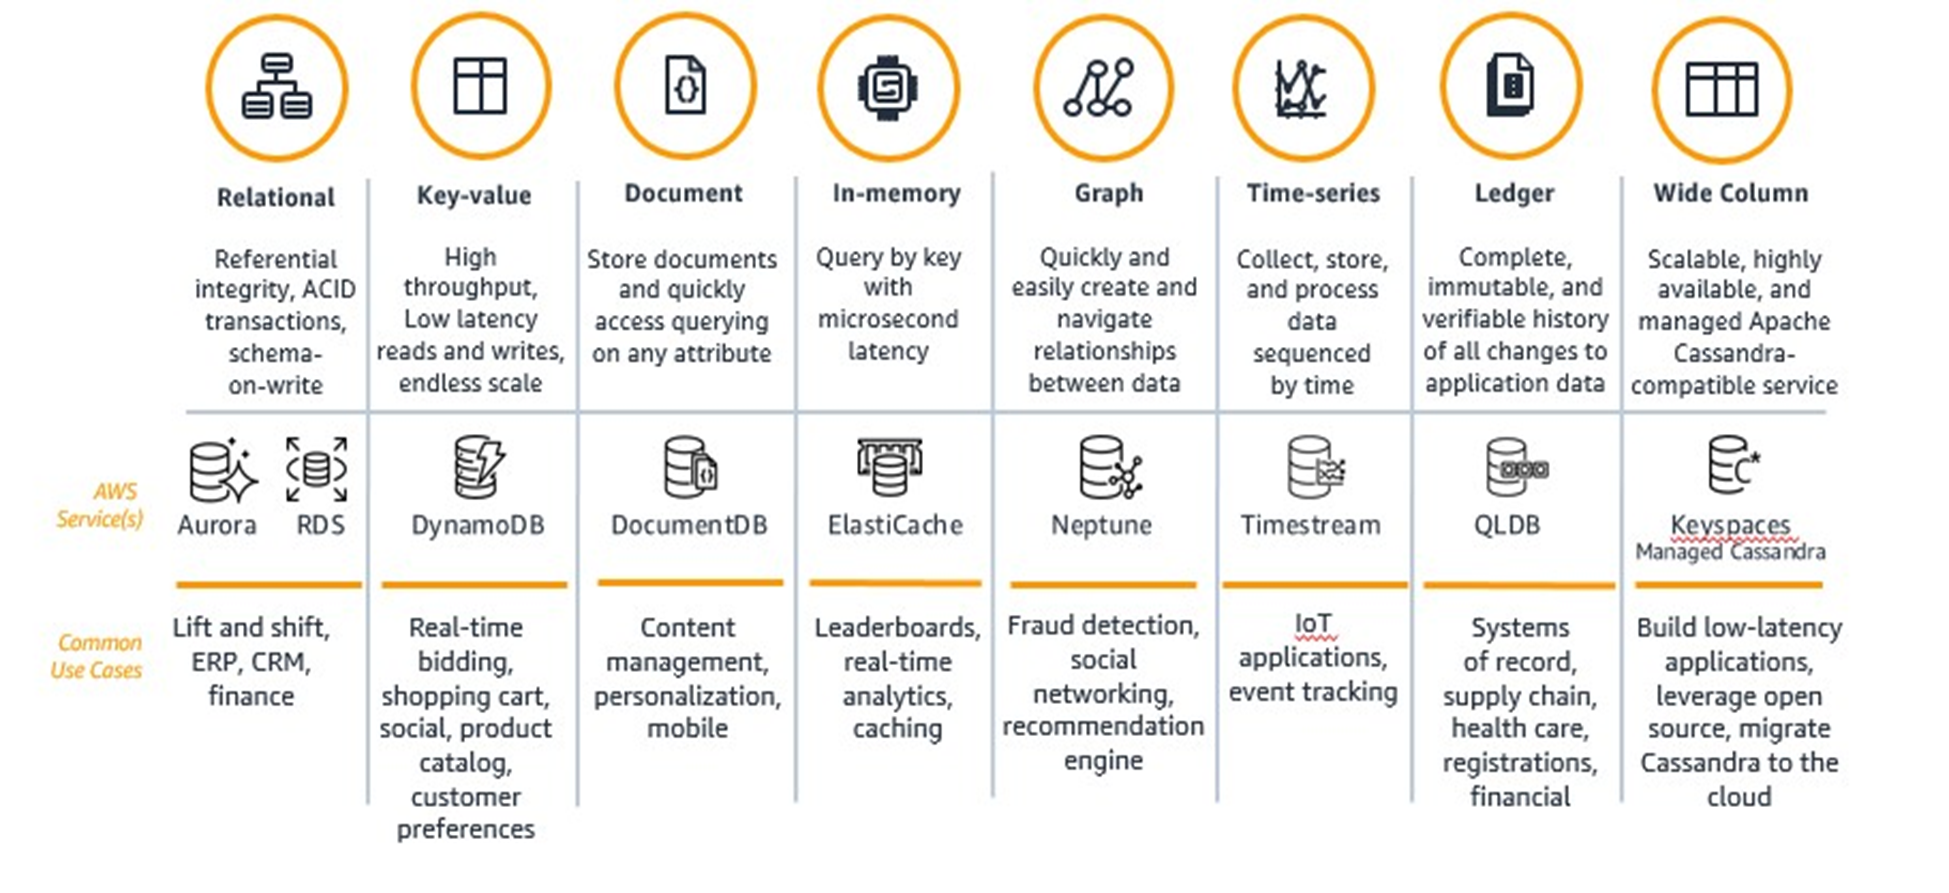 Relational
Referential
integrity, ACID
transactions,
schema-
on-write
Key-value
High
throughput,
Low latency
reads and writes,
endless scale
Document
Store documents
and quickly
access querying
on any attribute
In-memory
Query by key
with
microsecond
latency
Graph
Quickly and
easily create and
navigate
relationships
between data
Time-series
Collect, store,
and process
data
sequenced
by time
Ledger
Complete,
immutable, and
verifiable history
of all changes to
application data
Wide Column
Scalable, highly
available, and
managed Apache
Cassandra-
compatible service
AWS
Service(s)
Aurora
RDS
DynamoDB
DocumentDB
ElastiCache
Neptune
Timestream
QLDB
C*
Keyspaces
Managed Cassandra
Common
Use Cases
Lift and shift,
ERP, CRM,
finance
Real-time
bidding,
shopping cart,
social, product
catalog,
customer
preferences
Content
management,
personalization,
mobile
Leaderboards,
real-time
analytics,
caching
Fraud detection,
social
networking,
recommendation
engine
IoT
applications,
event tracking
Systems
of record,
supply chain,
health care,
registrations,
financial
Build low-latency
applications,
leverage open
source, migrate
Cassandra to the
cloud